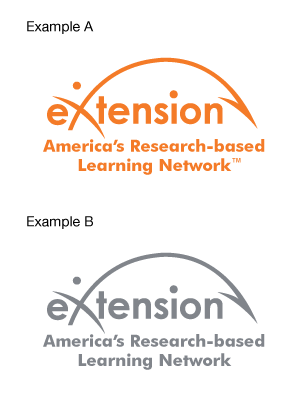 Example A
eXtension
America's Research-based
Learning Network™
Example B
eXtension
America's Research-based
Learning Network